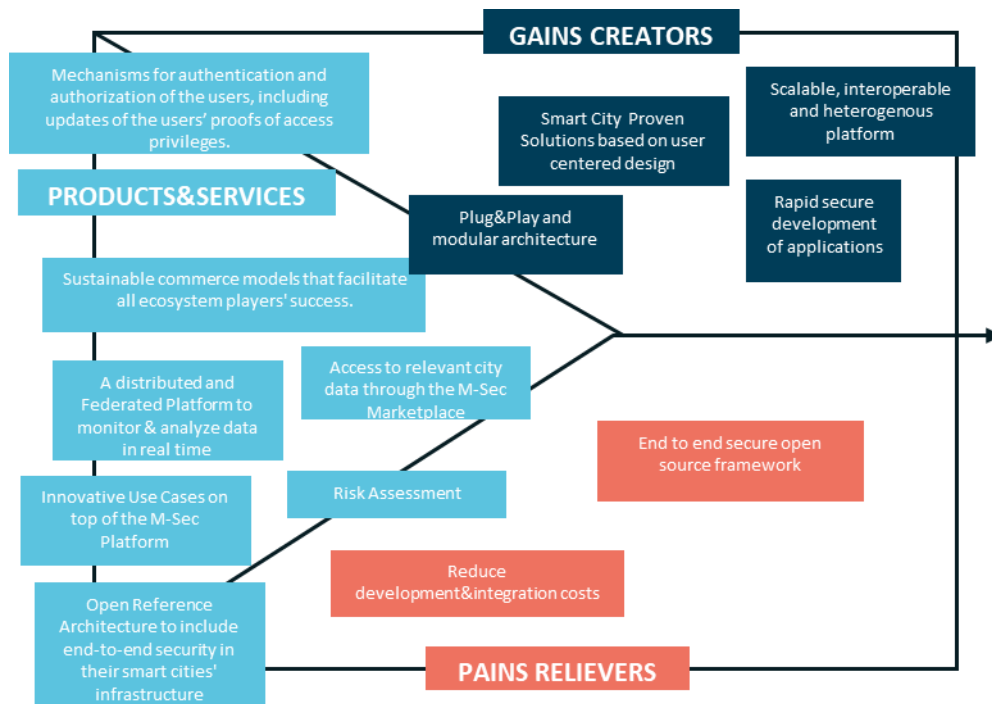 GAINS CREATORS
Mechanisms for authentication and
authorization of the users, including
updates of the users' proofs of access
privileges.
Smart City Proven
Solutions based on user
centered design
Scalable, interoperable
and heterogenous
platform
PRODUCTS&SERVICES
Plug&Play and
modular architecture
Rapid secure
development
of applications
Sustainable commerce models that facilitate
all ecosystem players' success.
A distributed and
Federated Platform to
monitor & analyze data
in real time
Access to relevant city
data through the M-Sec
Marketplace
End to end secure open
source framework
Innovative Use Cases on
top of the M-Sec
Platform
Risk Assessment
Reduce
development&integration costs
Open Reference
Architecture to include
end-to-end security in
their smart cities'
infrastructure
PAINS RELIEVERS